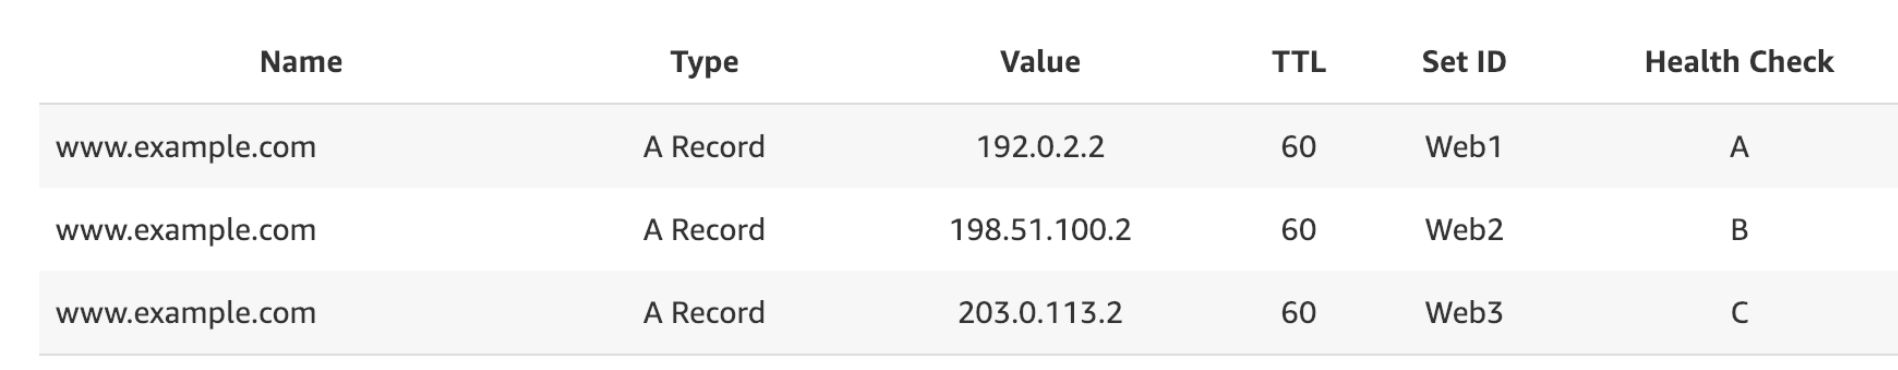 Name Type Value TTL Set ID Health Check
www.example.com A Record 192.0.2.2 60 Web1 A
www.example.com A Record 198.51.100.2 60 Web2 B
www.example.com A Record 203.0.113.2 60 Web3 C